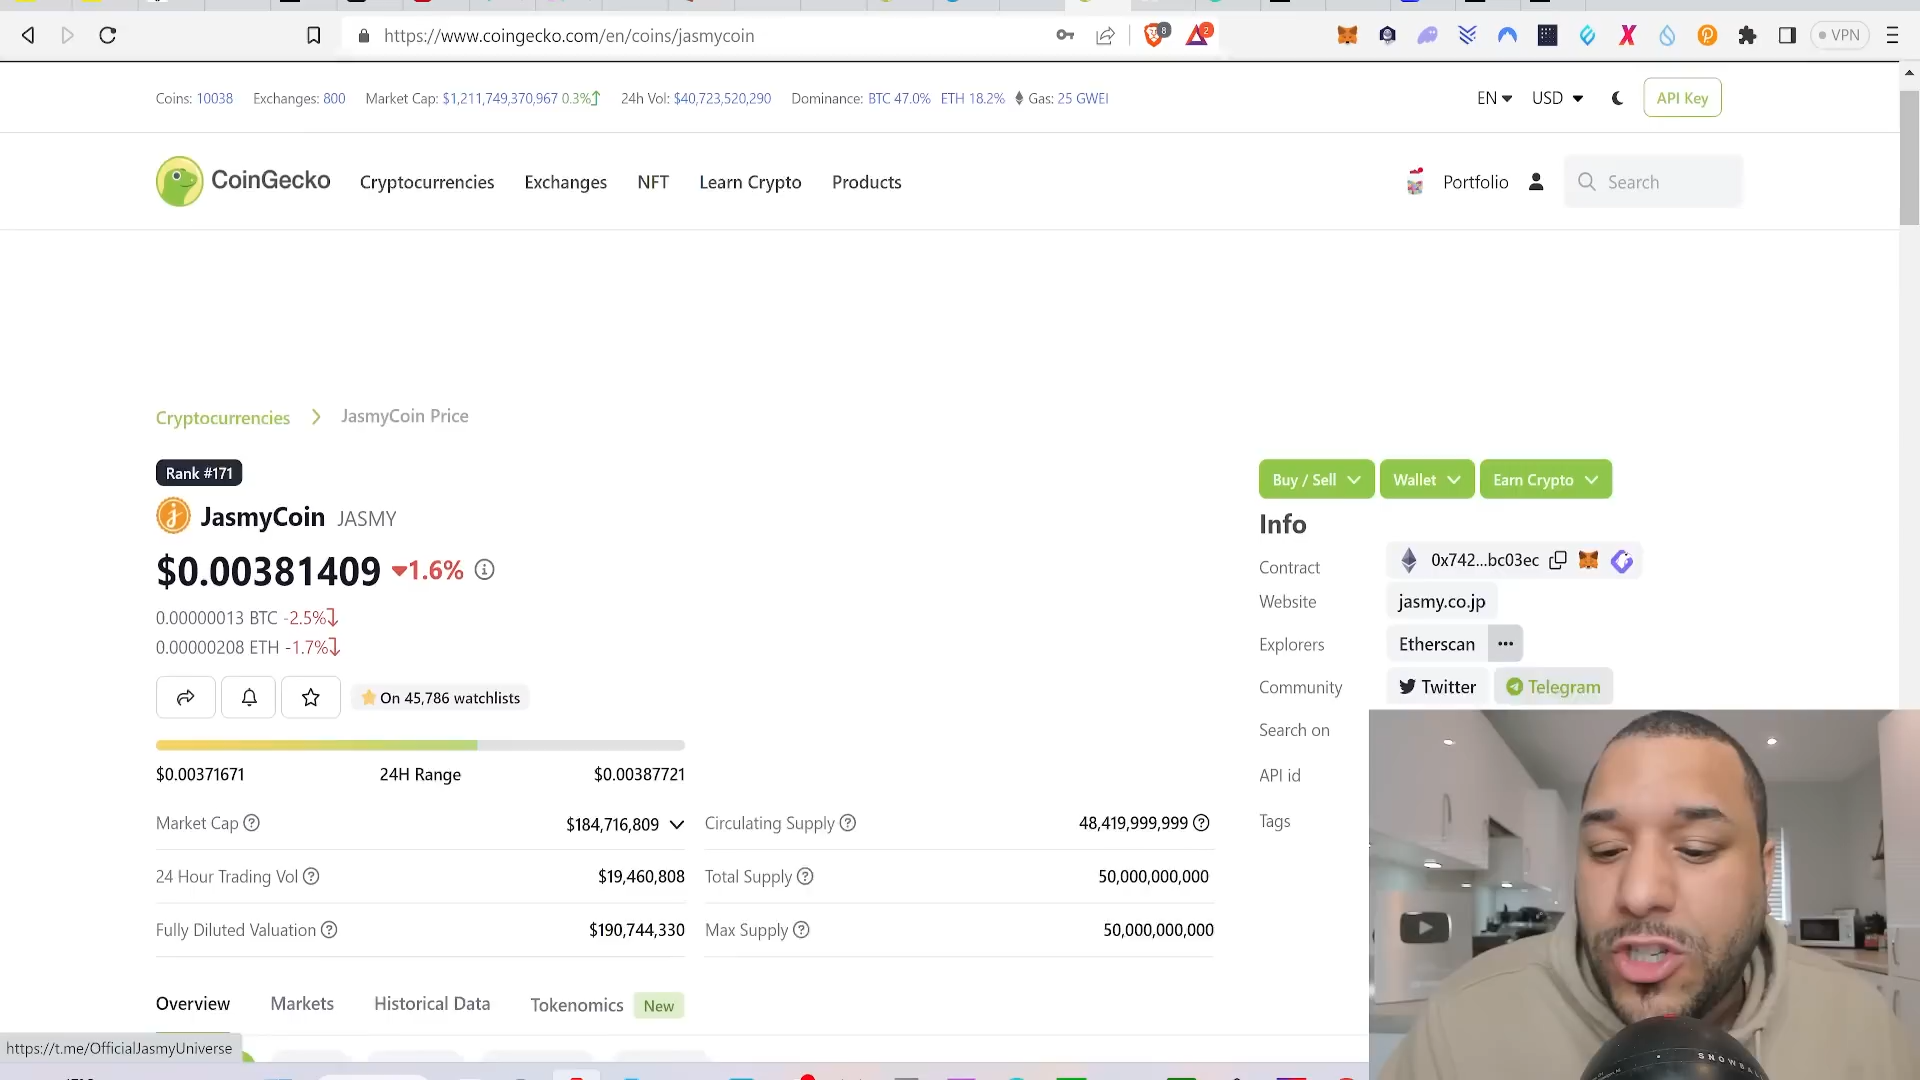 https://www.coingecko.com/en/coins/jasmycoin
8
2
VPN
Coins: 10038 Exchanges: 800 Market Cap: $1,211,749,370,967 0.3% 24h Vol: $40,723,520,290 Dominance: BTC 47.0% ETH 18.2% Gas: 25 GWEI
EN USD API Key
CoinGecko Cryptocurrencies Exchanges NFT Learn Crypto Products
Portfolio Search
Cryptocurrencies JasmyCoin Price
Rank #171
JasmyCoin JASMY
$0.00381409 1.6%
0.00000013 BTC -2.5%
0.00000208 ETH -1.7%
On 45,786 watchlists
$0.00371671 24H Range $0.00387721
Market Cap $184,716,809
24 Hour Trading Vol $19,460,808
Fully Diluted Valuation $190,744,330
Circulating Supply 48,419,999,999
Total Supply 50,000,000,000
Max Supply 50,000,000,000
Buy / Sell Wallet Earn Crypto
Info
Contract 0x742...bc03ec
Website jasmy.co.jp
Explorers Etherscan
Community Twitter Telegram
Search on
API id
Tags
Overview Markets Historical Data Tokenomics New
https://t.me/OfficialJasmyUniverse